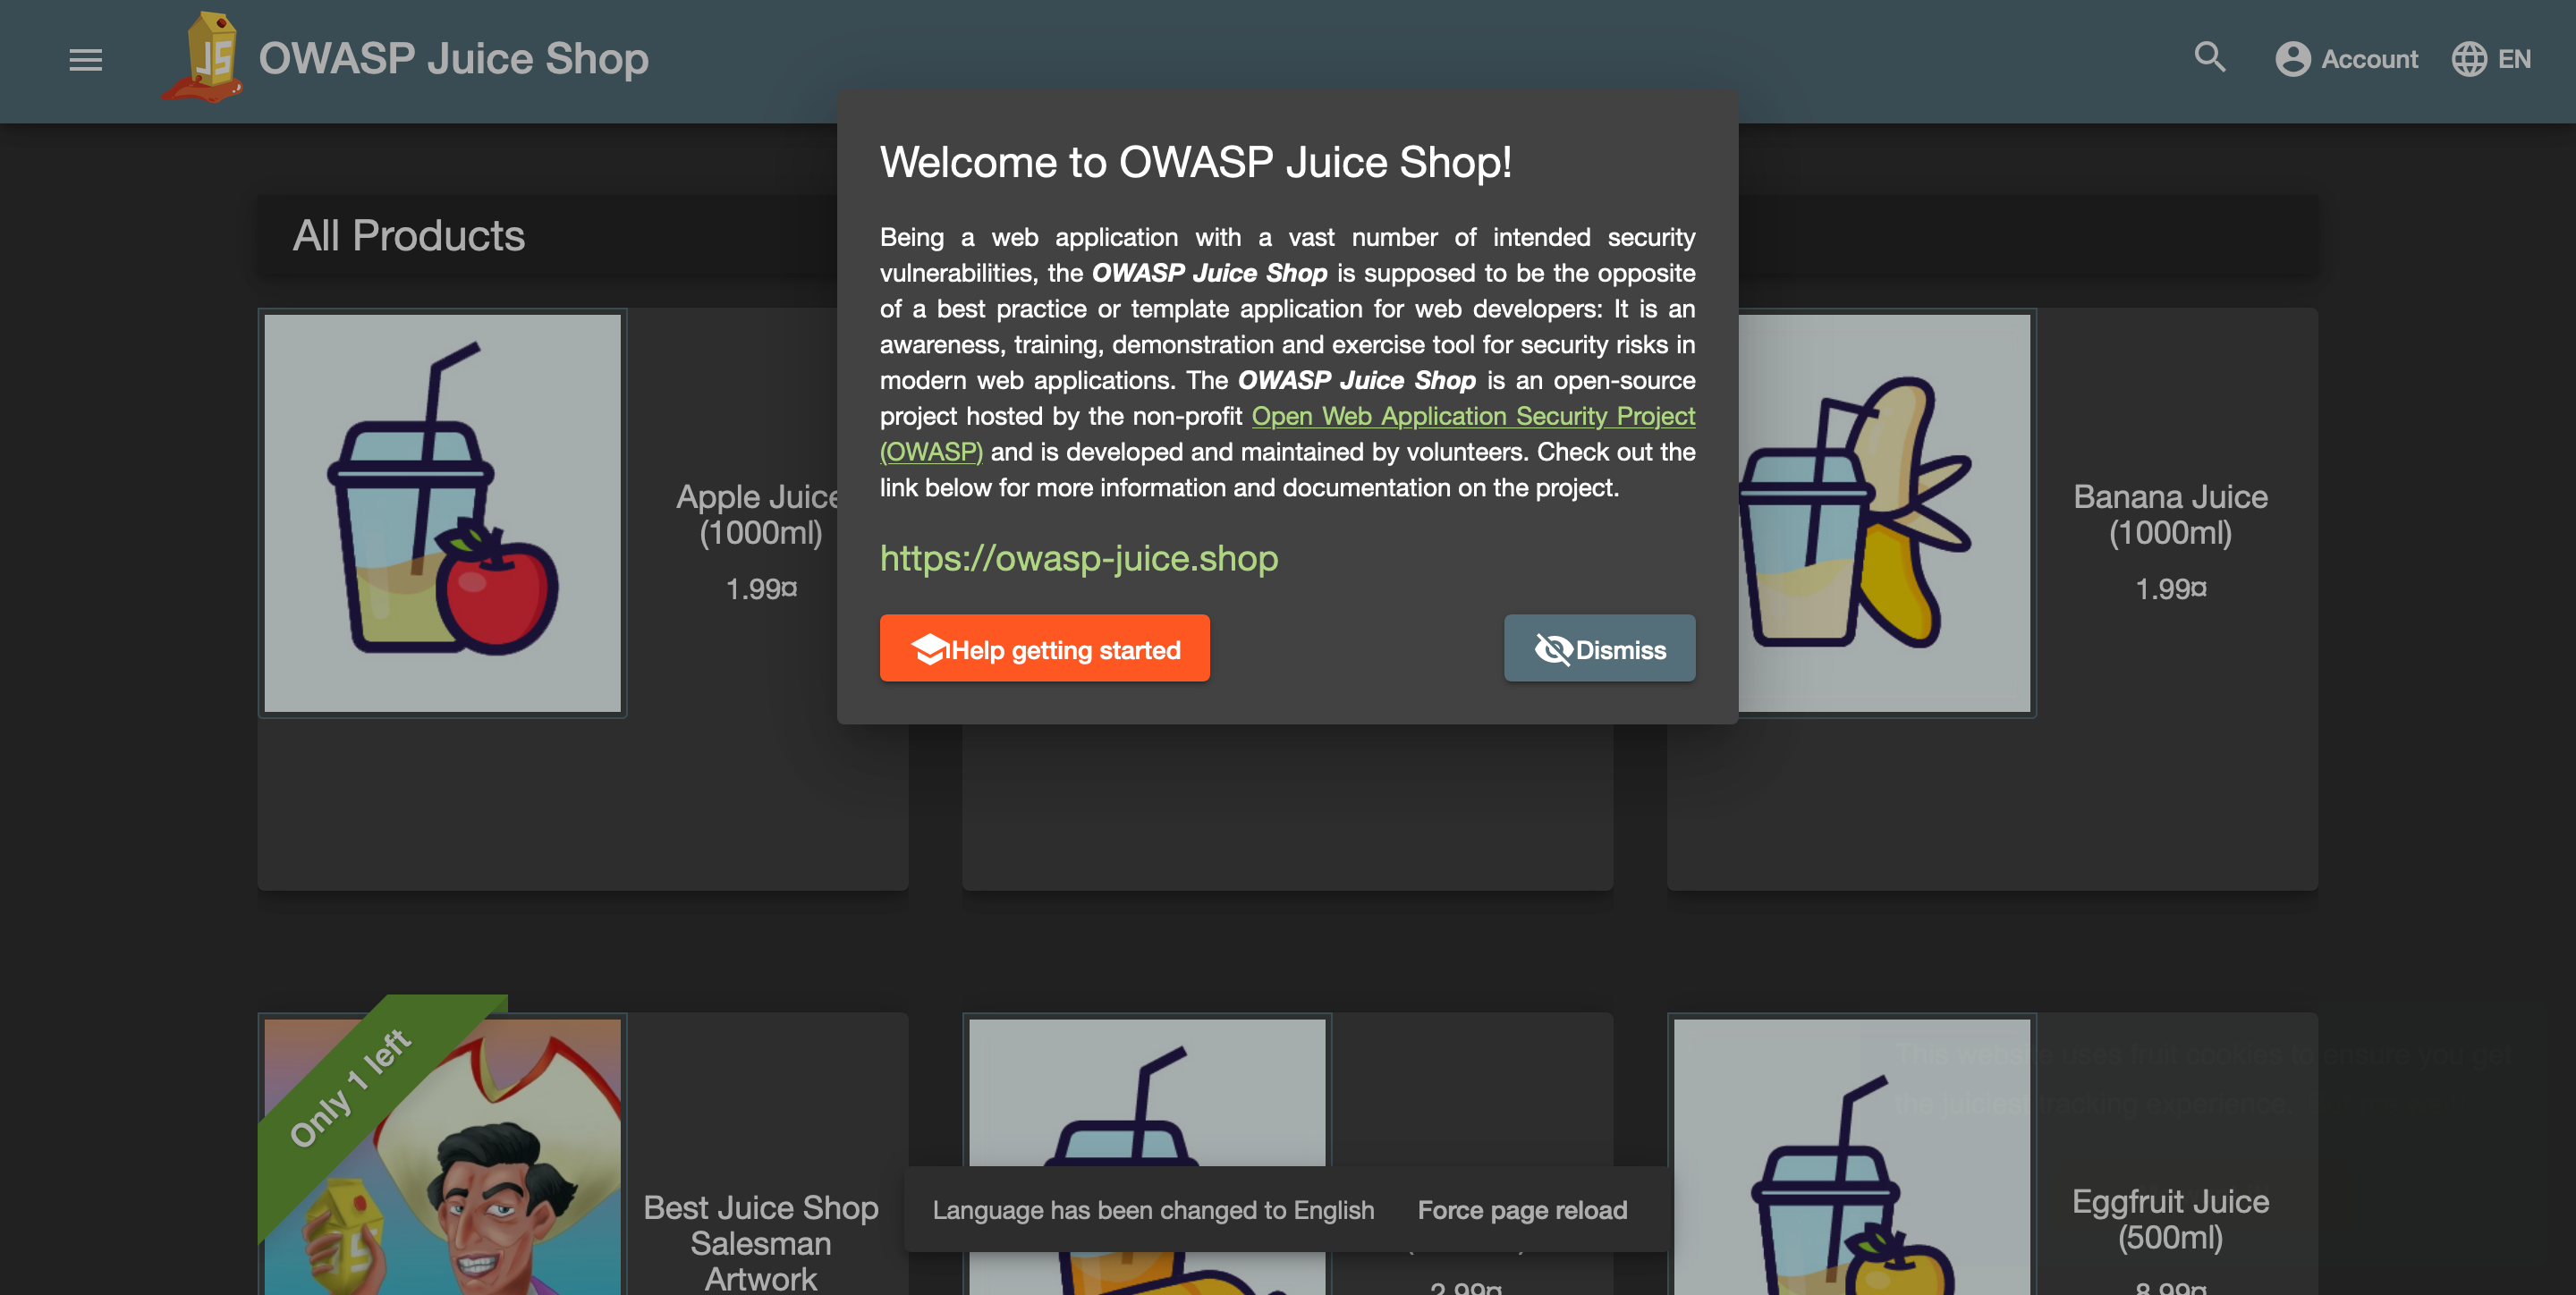 JS
OWASP Juice Shop
Account
EN
All Products
Welcome to OWASP Juice Shop!
Being a web application with a vast number of intended security
vulnerabilities, the OWASP Juice Shop is supposed to be the opposite
of a best practice or template application for web developers: It is an
awareness, training, demonstration and exercise tool for security risks in
modern web applications. The OWASP Juice Shop is an open-source
project hosted by the non-profit Open Web Application Security Project
(OWASP) and is developed and maintained by volunteers. Check out the
link below for more information and documentation on the project.
https://owasp-juice.shop
Help getting started
Dismiss
Apple Juice
(1000ml)
1.99¤
Banana Juice
(1000ml)
1.99¤
Only 1 left
Best Juice Shop
Salesman
Artwork
This website uses fruit cookies to ensure you get
the juiciest tracking experience.
Language has been changed to English
Force page reload
2.99¤
Eggfruit Juice
(500ml)
8.99¤